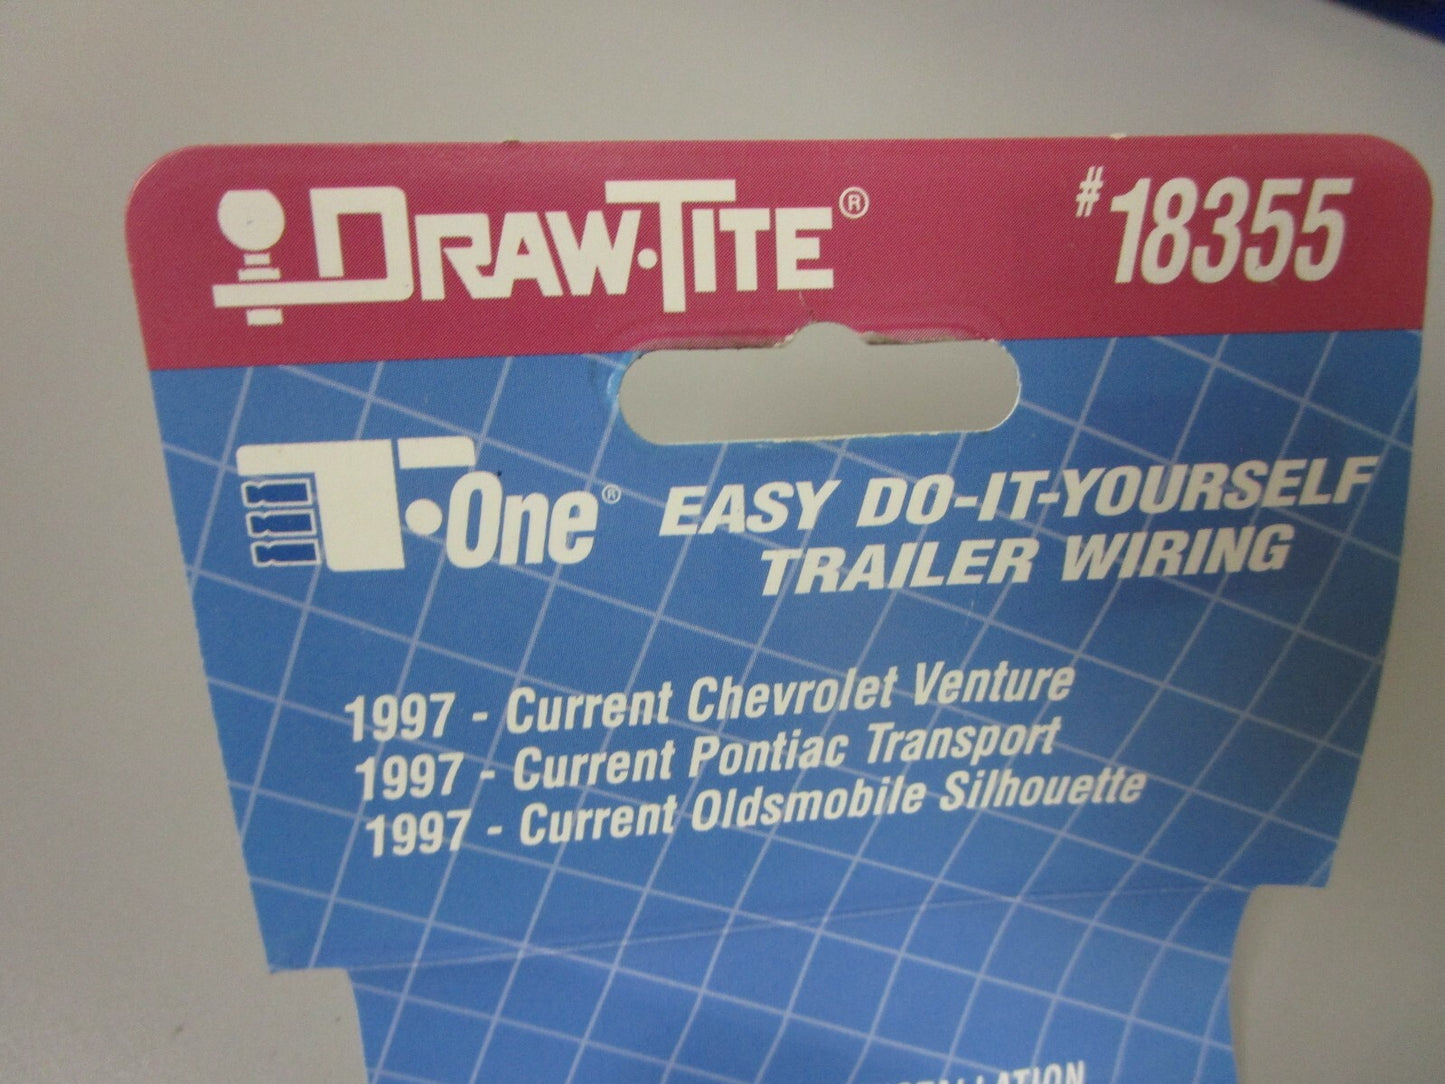 DRAW·TITE® #18355
T·One® EASY DO-IT-YOURSELF
TRAILER WIRING
1997 - Current Chevrolet Venture
1997 - Current Pontiac Transport
1997 - Current Oldsmobile Silhouette